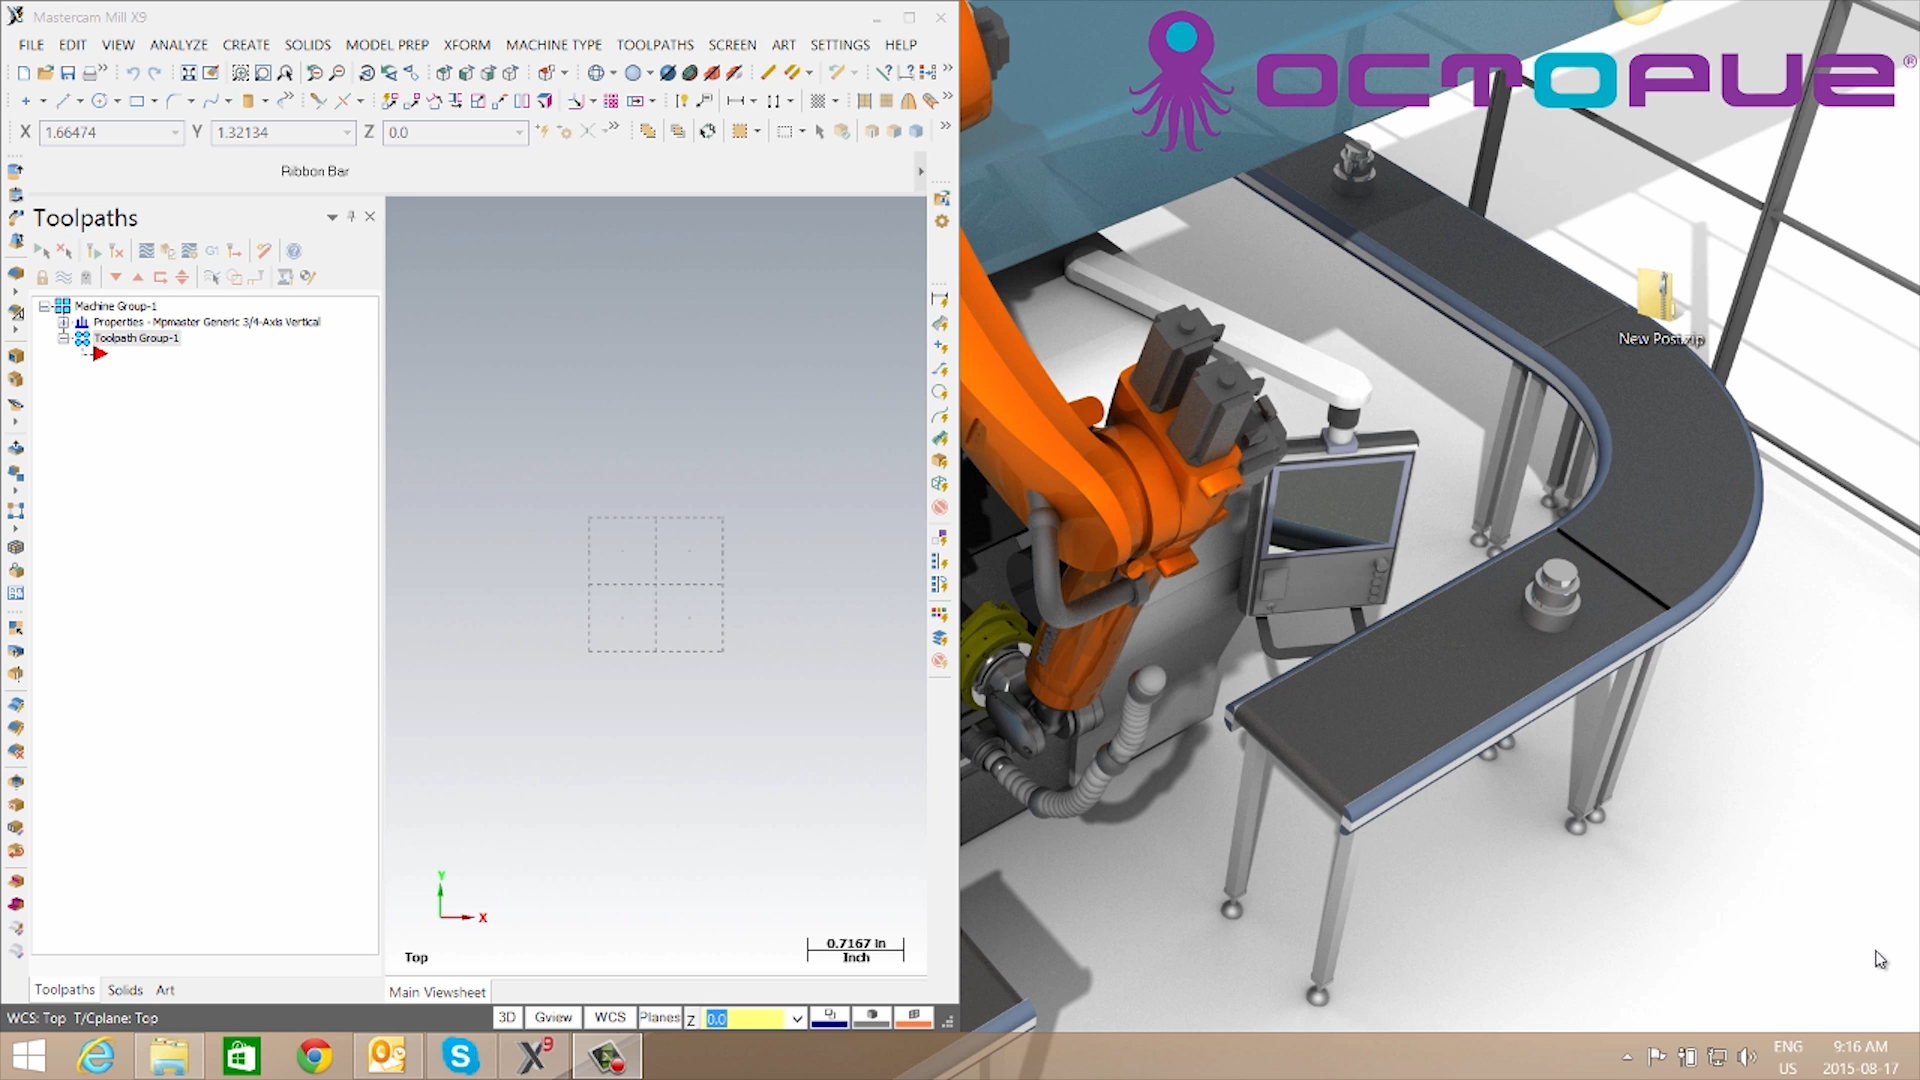 Mastercam Mill X9
FILE EDIT VIEW ANALYZE CREATE SOLIDS MODEL PREP XFORM MACHINE TYPE TOOLPATHS SCREEN ART SETTINGS HELP
X 1.66474 Y 1.32134 Z 0.0
Ribbon Bar
Toolpaths
Machine Group-1
Properties - Mpmaster Generic 3/4-Axis Vertical
Toolpath Group-1
Y
X
Top
0.7167 in
Inch
Toolpaths Solids Art
Main Viewsheet
WCS: Top T/Cplane: Top
3D Gview WCS Planes Z 0.0
OCTOPUZ®
New Post.zip
ENG
US
9:16 AM
2015-08-17